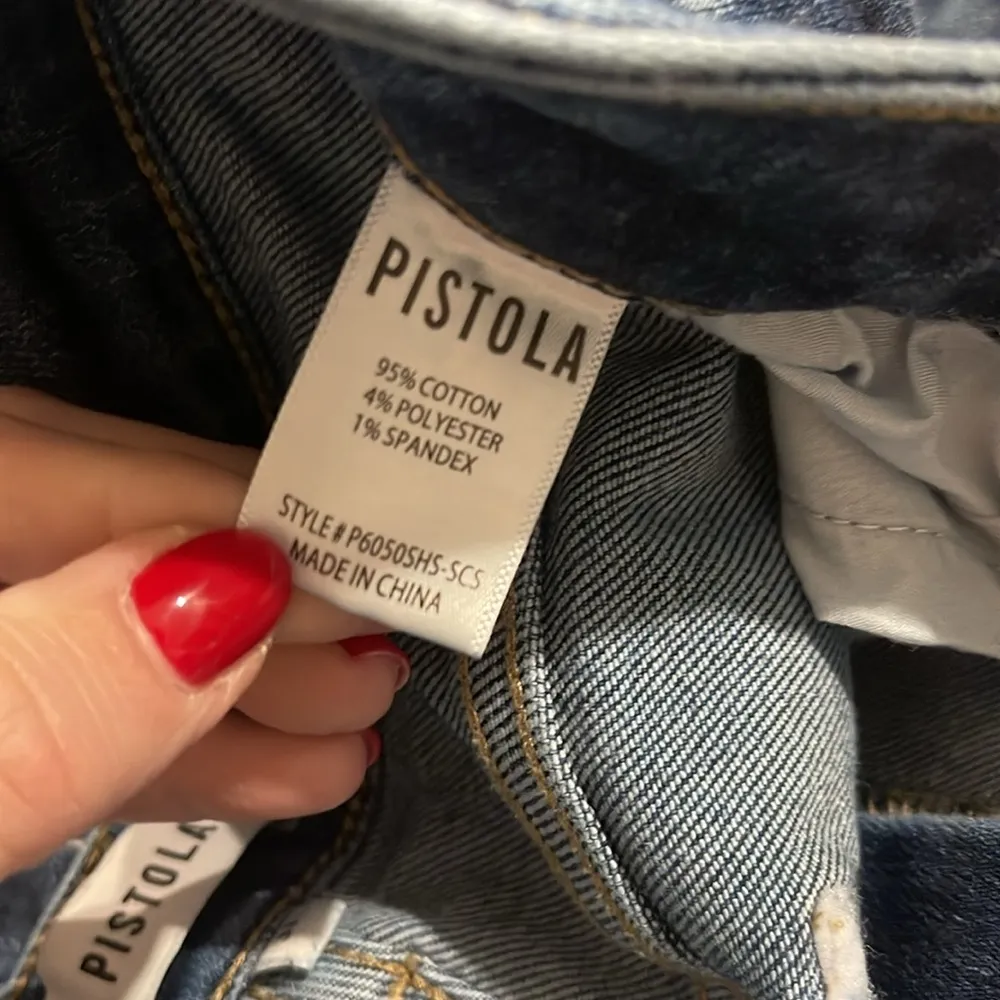 PISTOLA
95% COTTON
4% POLYESTER
1% SPANDEX
STYLE # P6050SHS-SCS
MADE IN CHINA
PISTOLA